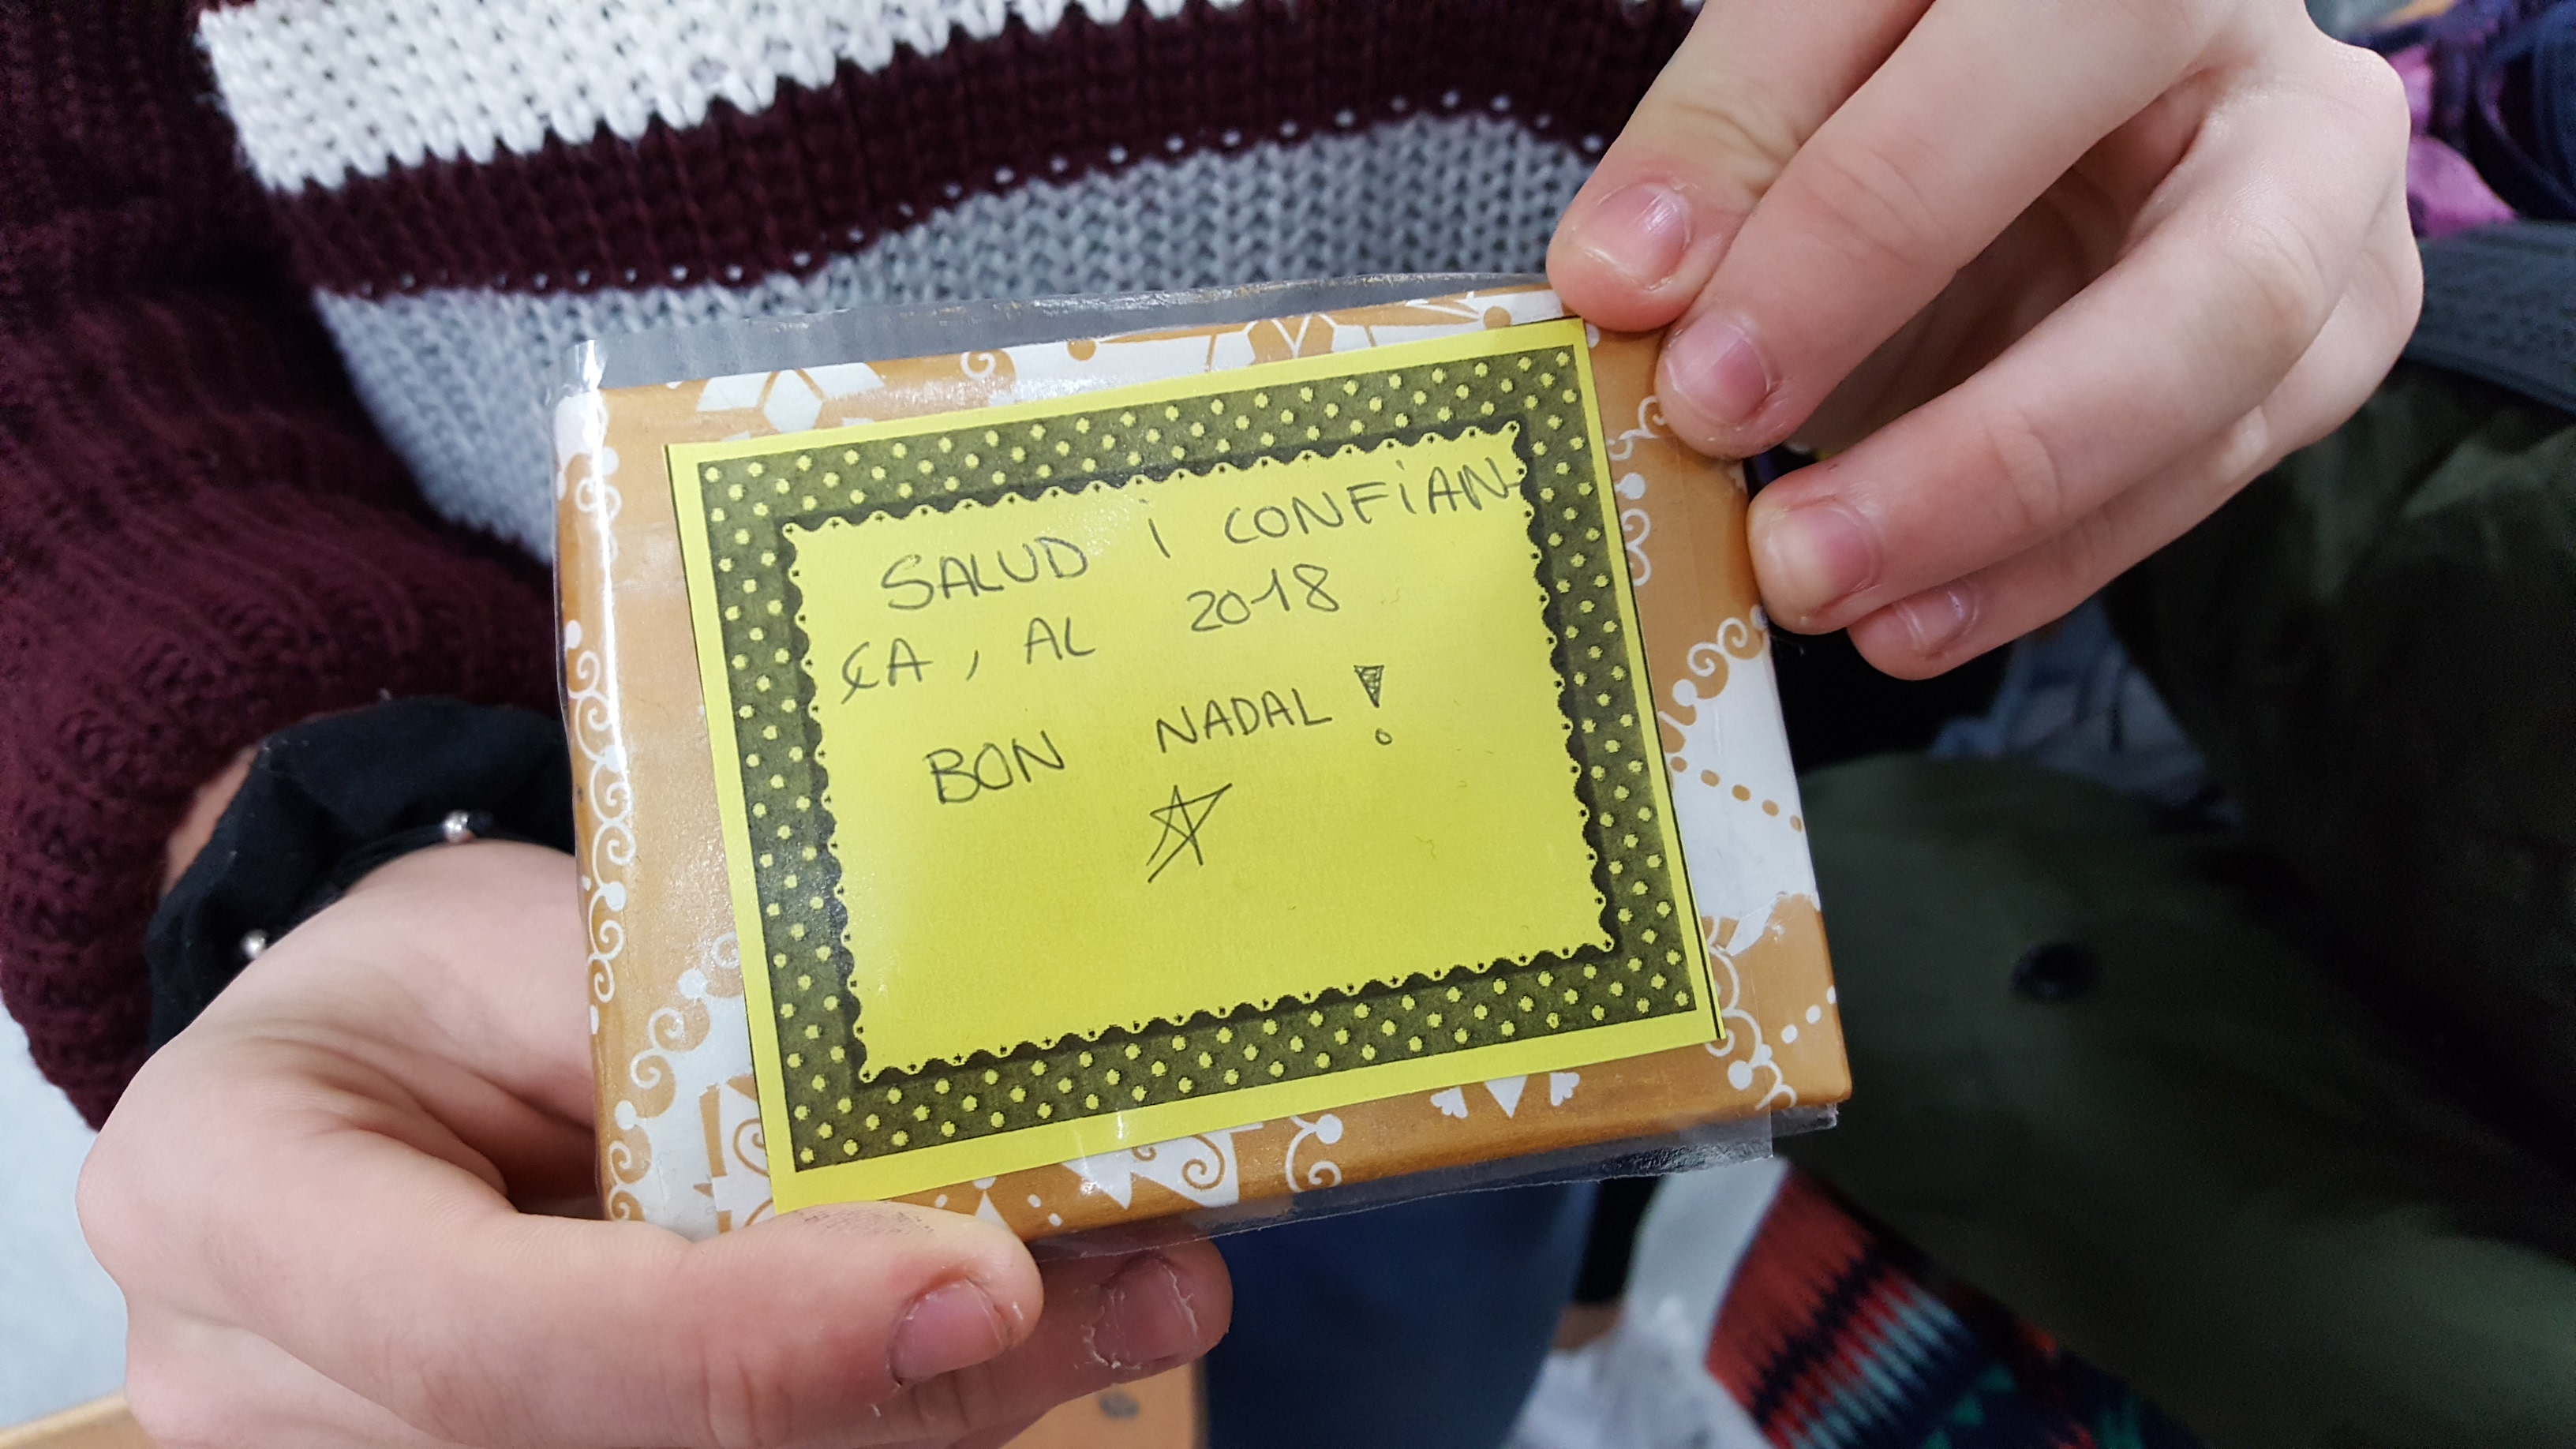 SALUD i CONFiAN-
ÇA, AL 2018
BON NADAL!